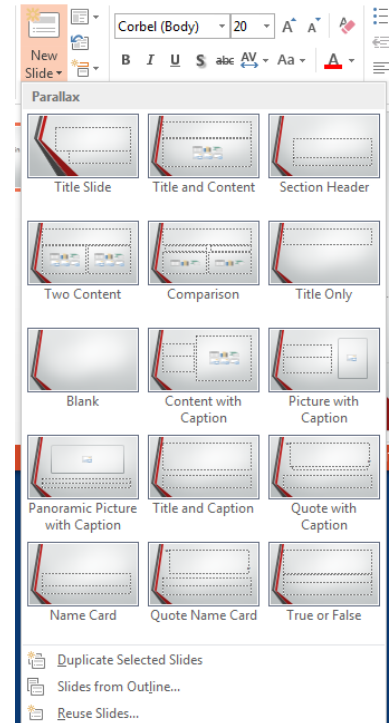 Corbel (Body) 20 A A
New
Slide
B I U S abc AV Aa A
Parallax
Title Slide
Title and Content
Section Header
Two Content
Comparison
Title Only
Blank
Content with
Caption
Picture with
Caption
Panoramic Picture
with Caption
Title and Caption
Quote with
Caption
Name Card
Quote Name Card
True or False
Duplicate Selected Slides
Slides from Outline...
Reuse Slides...